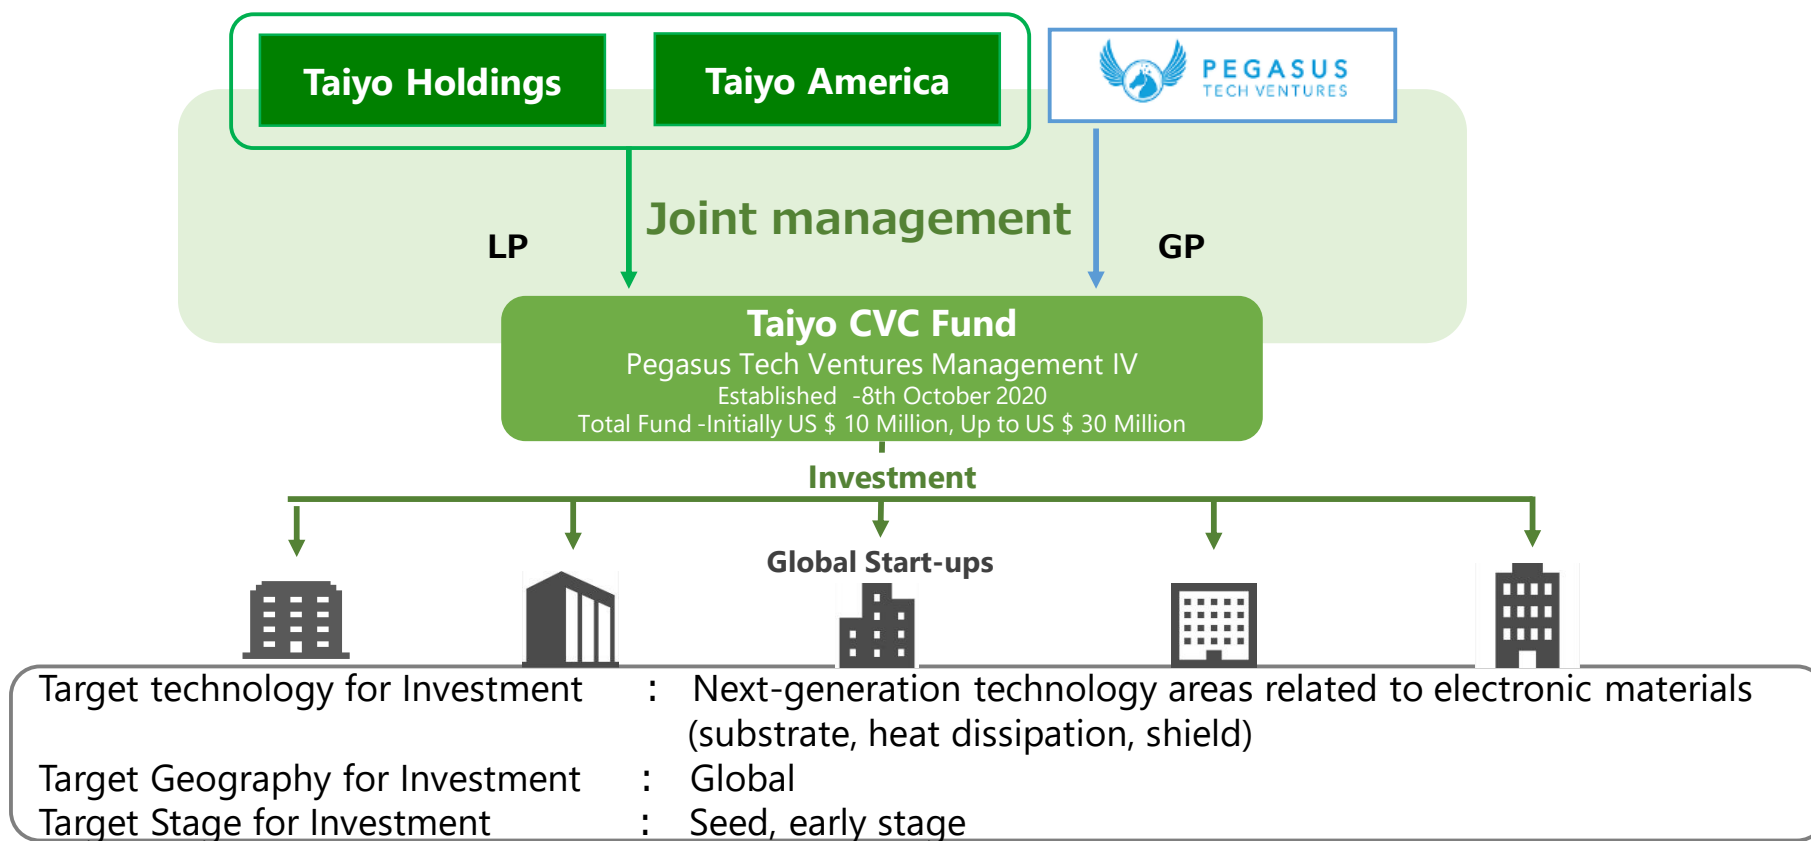 Taiyo Holdings
Taiyo America
PEGASUS
TECH VENTURES
Joint management
LP
GP
Taiyo CVC Fund
Pegasus Tech Ventures Management IV
Established -8th October 2020
Total Fund -Initially US $ 10 Million, Up to US $ 30 Million
Investment
Global Start-ups
Target technology for Investment : Next-generation technology areas related to electronic materials
(substrate, heat dissipation, shield)
Target Geography for Investment : Global
Target Stage for Investment : Seed, early stage